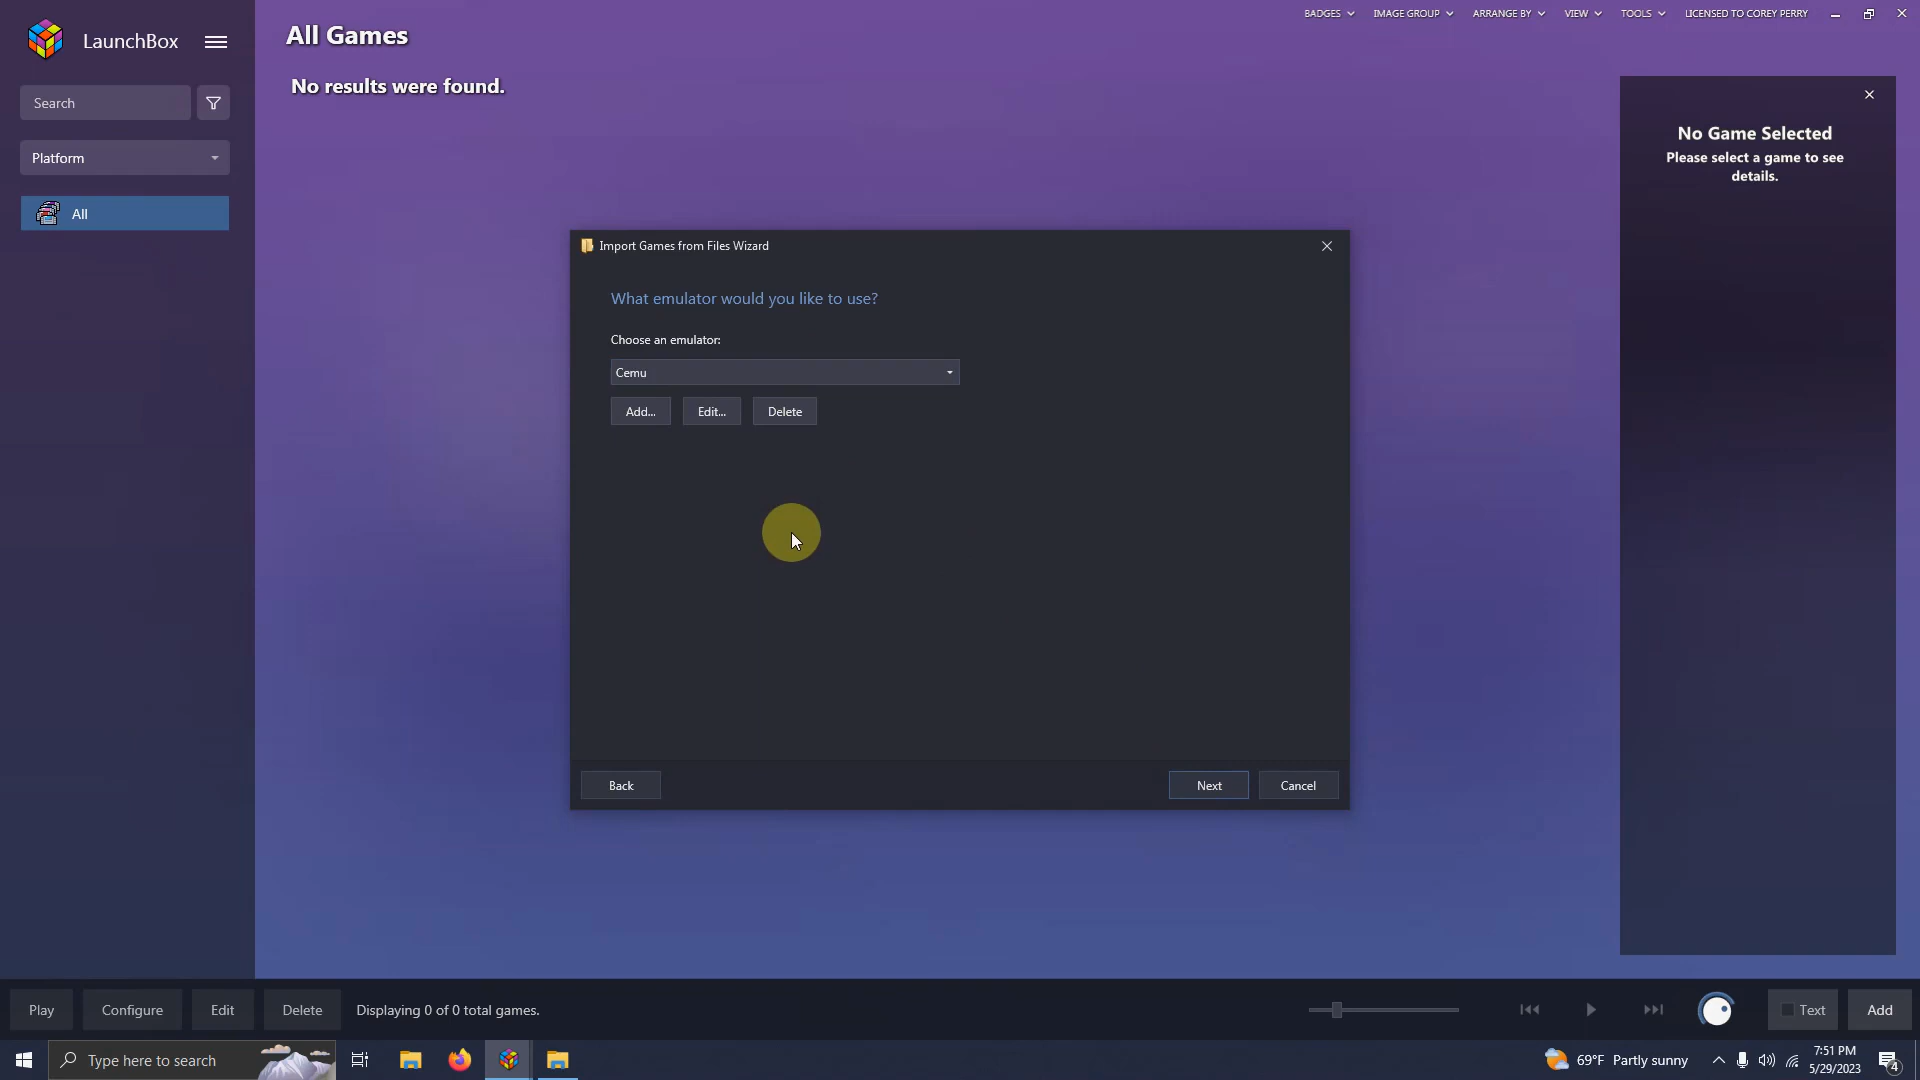 LaunchBox
All Games
BADGES
IMAGE GROUP
ARRANGE BY
VIEW
TOOLS
LICENSED TO COREY PERRY
No results were found.
Search
Platform
All
No Game Selected
Please select a game to see
details.
Import Games from Files Wizard
What emulator would you like to use?
Choose an emulator:
Cemu
Add...
Edit...
Delete
Back
Next
Cancel
Play
Configure
Edit
Delete
Displaying 0 of 0 total games.
Text
Add
Type here to search
69°F Partly sunny
7:51 PM
5/29/2023
4